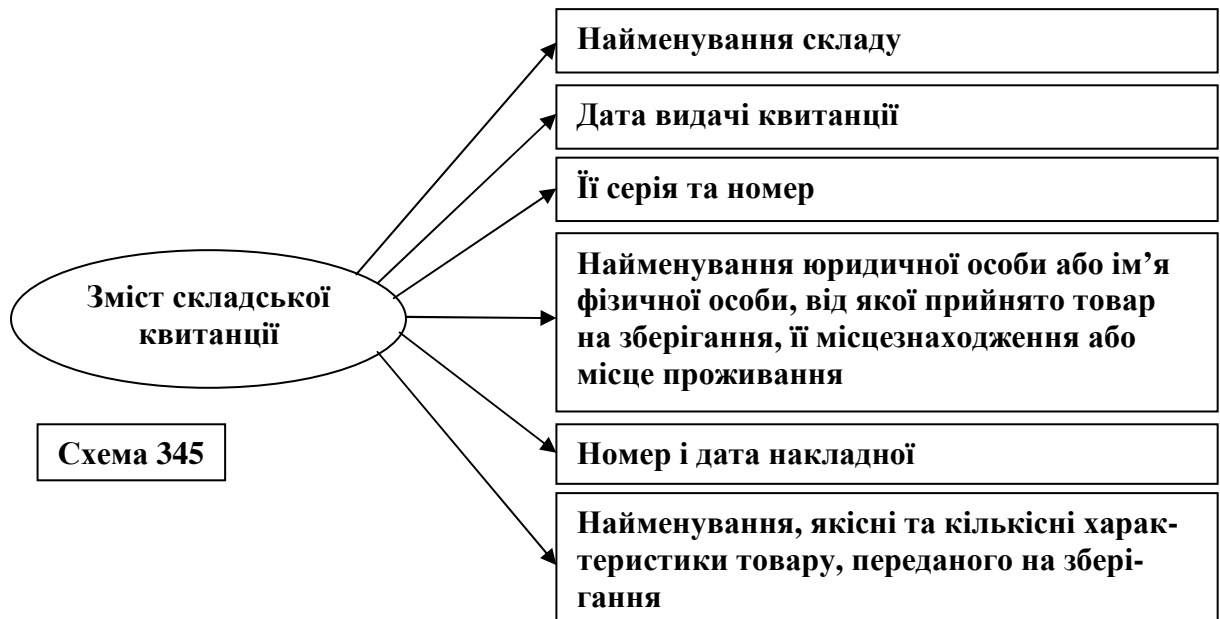 Найменування складу
Дата видачі квитанції
Її серія та номер
Найменування юридичної особи або ім’я
фізичної особи, від якої прийнято товар
на зберігання, її місцезнаходження або
місце проживання
Зміст складської
квитанції
Схема 345
Номер і дата накладної
Найменування, якісні та кількісні харак-
теристики товару, переданого на збері-
гання